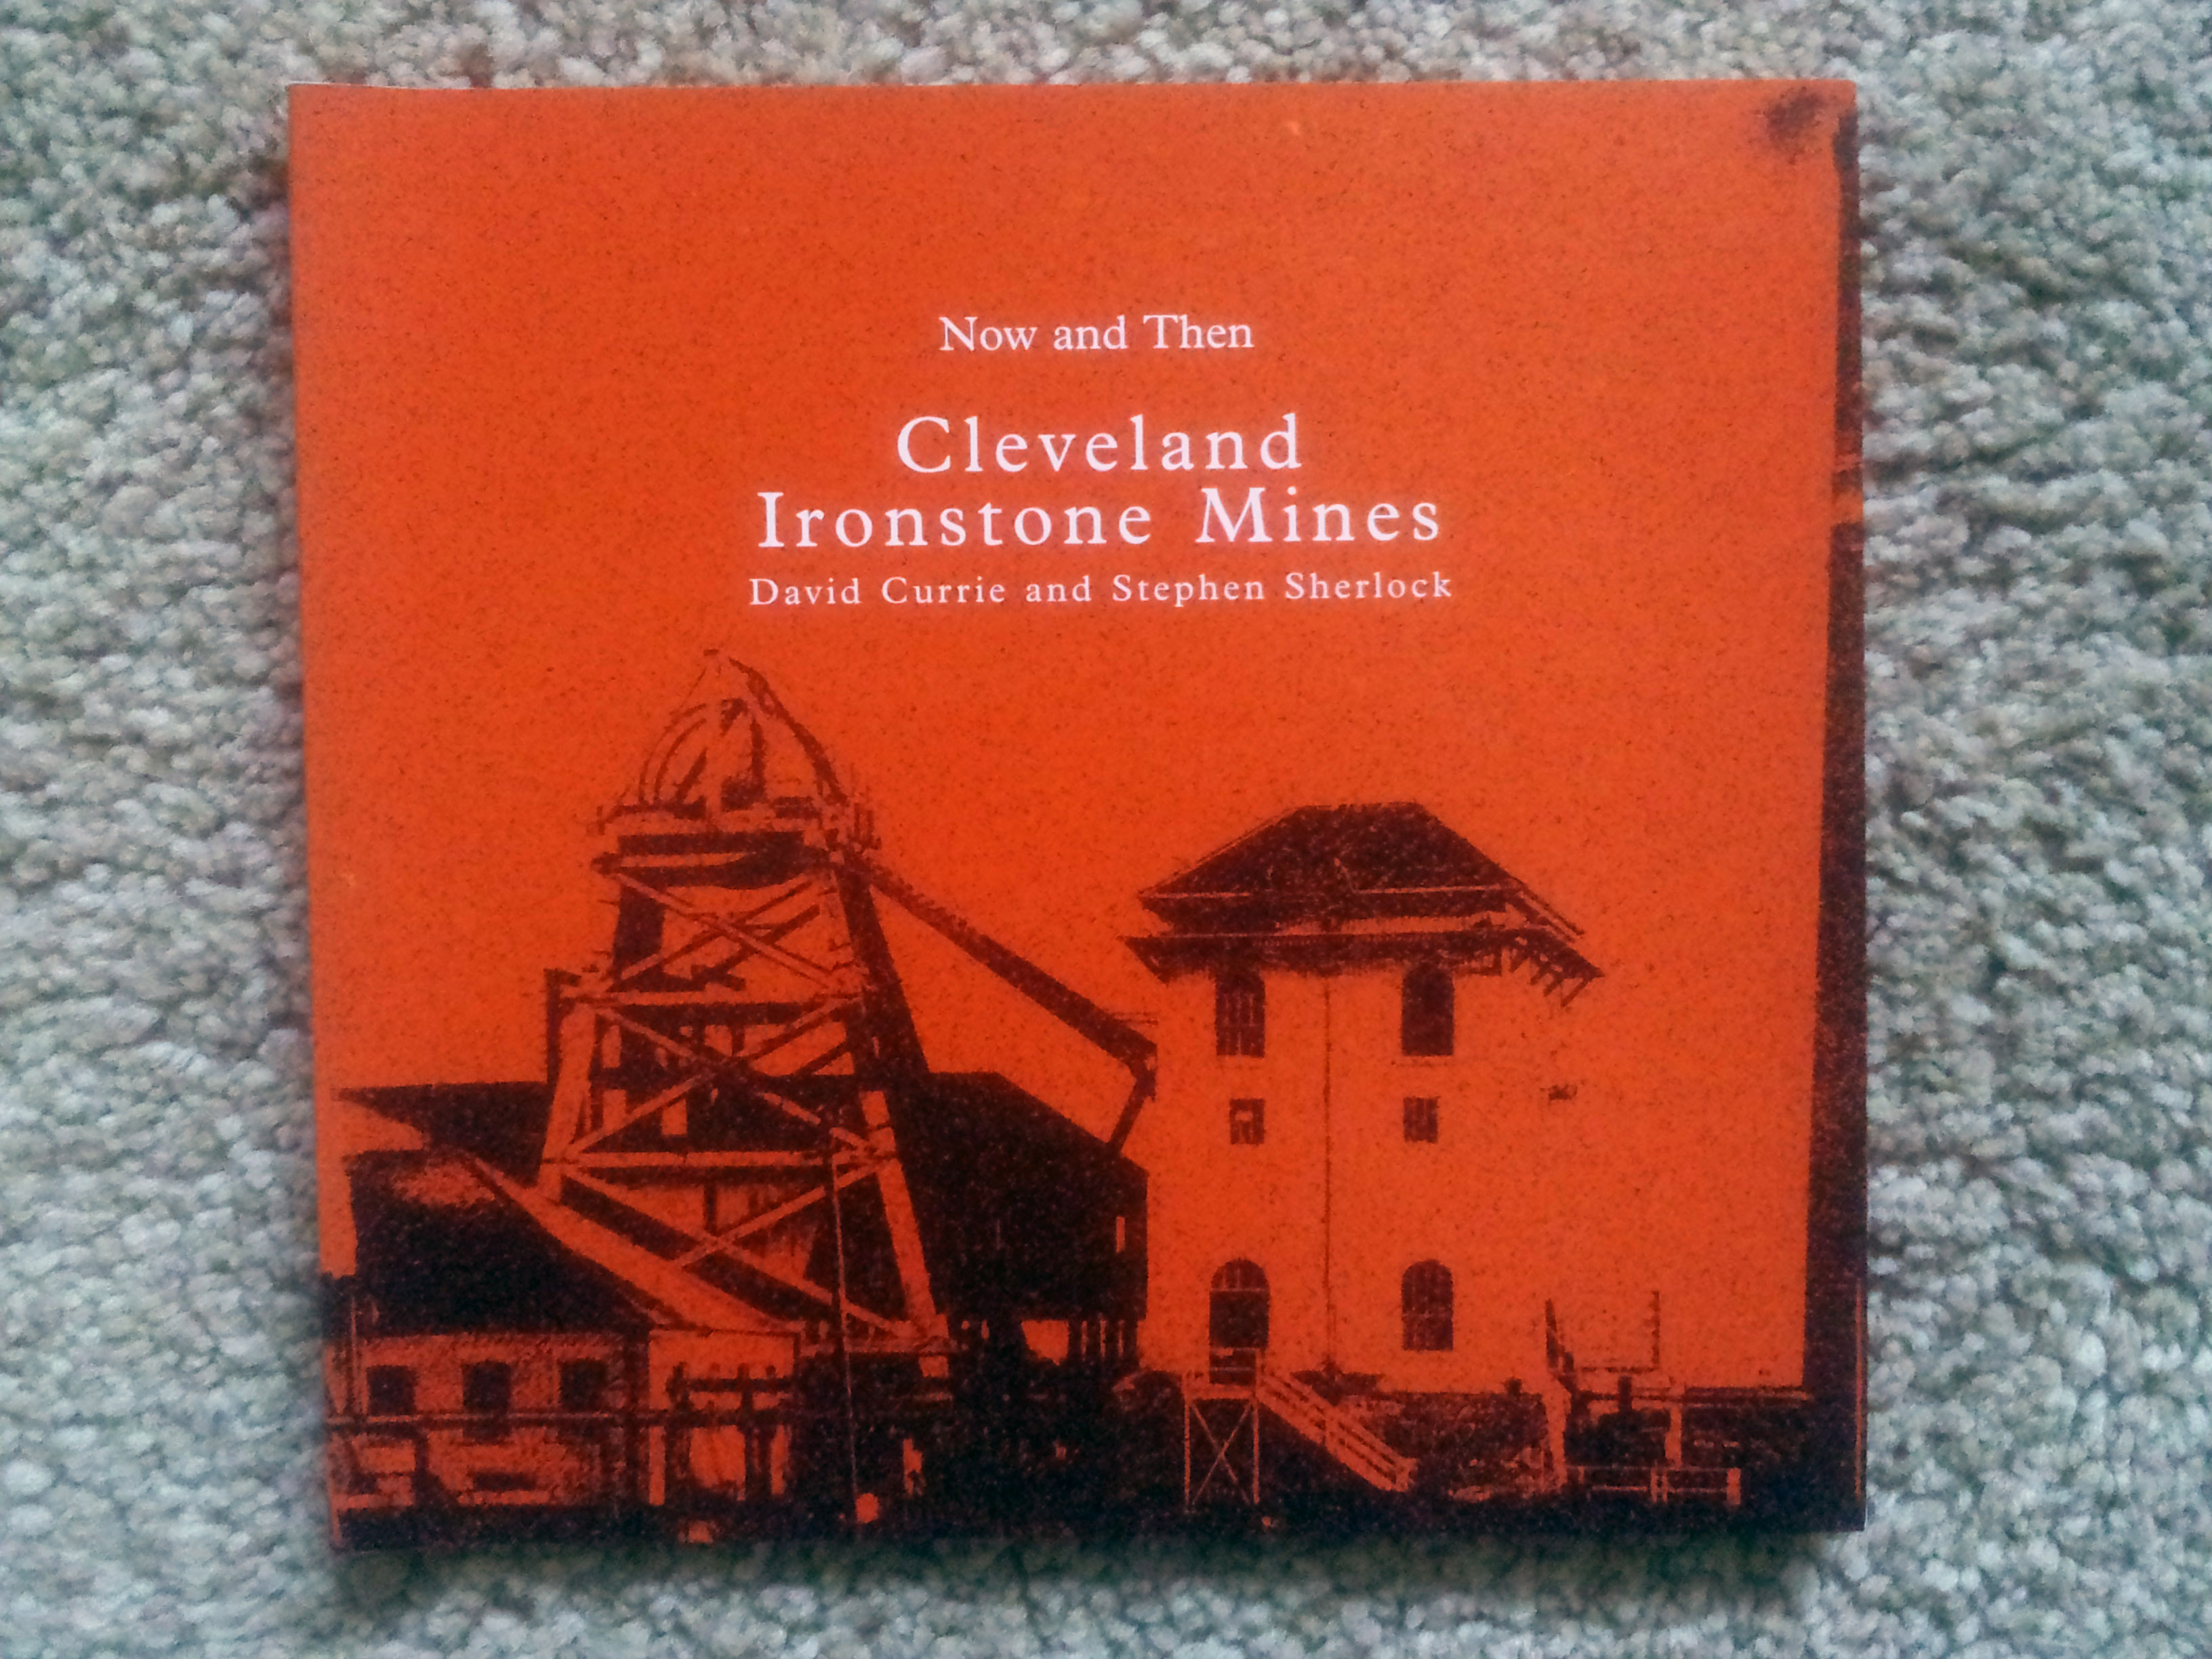 Now and Then
Cleveland
Ironstone Mines
David Currie and Stephen Sherlock